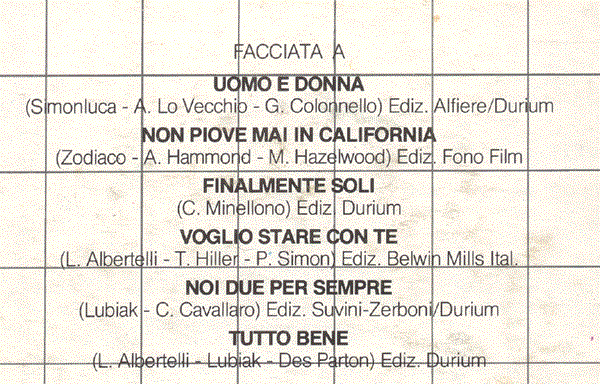 FACCIATA A
UOMO E DONNA
(Simonluca - A. Lo Vecchio - G. Colonnello) Ediz. Alfiere/Durium
NON PIOVE MAI IN CALIFORNIA
(Zodiaco - A. Hammond - M. Hazelwood) Ediz. Fono Film
FINALMENTE SOLI
(C. Minellono) Ediz. Durium
VOGLIO STARE CON TE
(L. Albertelli - T. Hiller - P. Simon) Ediz. Belwin Mills Ital.
NOI DUE PER SEMPRE
(Lubiak - C. Cavallaro) Ediz. Suvini-Zerboni/Durium
TUTTO BENE
(L. Albertelli - Lubiak - Des Parton) Ediz. Durium